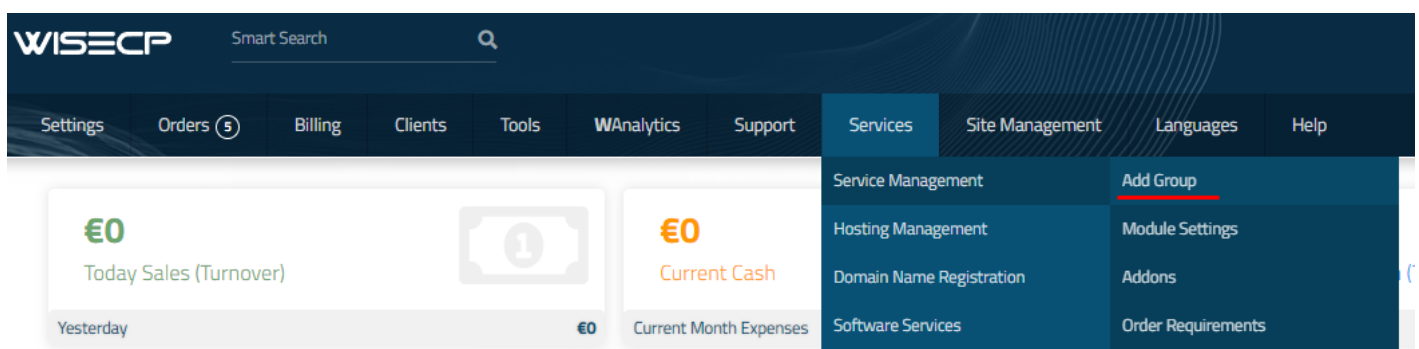 WISECP Smart Search
Settings Orders 5 Billing Clients Tools WAnalytics Support Services Site Management Languages Help
Service Management Add Group
Hosting Management Module Settings
Domain Name Registration Addons
Software Services Order Requirements
€0
Today Sales (Turnover)
Yesterday €0
€0
Current Cash
Current Month Expenses